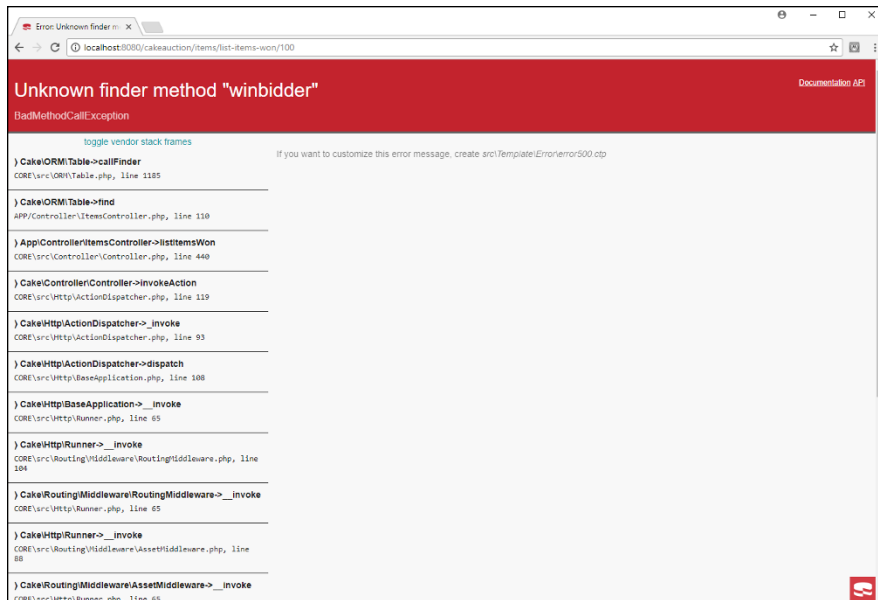 Error: Unknown finder m
localhost:8080/cakeauction/items/list-items-won/100
Unknown finder method "winbidder"
Documentation API
BadMethodCallException
toggle vendor stack frames
If you want to customize this error message, create src\Template\Error\error500.ctp
⟩ Cake\ORM\Table->callFinder
CORE\src\ORM\Table.php, line 1185
⟩ Cake\ORM\Table->find
APP/Controller\ItemsController.php, line 110
⟩ App\Controller\ItemsController->listItemsWon
CORE\src\Controller\Controller.php, line 440
⟩ Cake\Controller\Controller->invokeAction
CORE\src\Http\ActionDispatcher.php, line 119
⟩ Cake\Http\ActionDispatcher->_invoke
CORE\src\Http\ActionDispatcher.php, line 93
⟩ Cake\Http\ActionDispatcher->dispatch
CORE\src\Http\BaseApplication.php, line 108
⟩ Cake\Http\BaseApplication->__invoke
CORE\src\Http\Runner.php, line 65
⟩ Cake\Http\Runner->__invoke
CORE\src\Routing\Middleware\RoutingMiddleware.php, line
104
⟩ Cake\Routing\Middleware\RoutingMiddleware->__invoke
CORE\src\Http\Runner.php, line 65
⟩ Cake\Http\Runner->__invoke
CORE\src\Routing\Middleware\AssetMiddleware.php, line
88
⟩ Cake\Routing\Middleware\AssetMiddleware->__invoke
CORE\src\Http\Runner.php, line 65